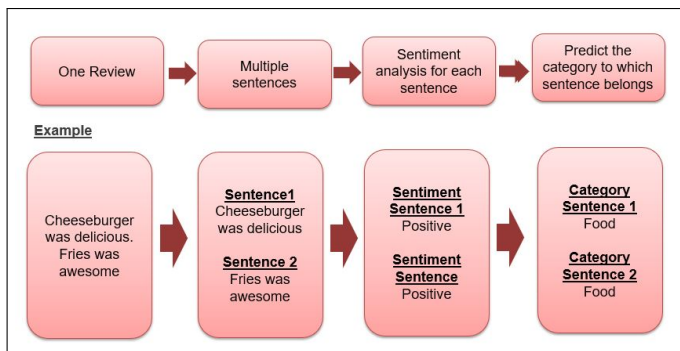 One Review
Multiple
sentences
Sentiment
analysis for each
sentence
Predict the
category to which
sentence belongs
Example
Cheeseburger
was delicious.
Fries was
awesome
Sentence1
Cheeseburger
was delicious
Sentence 2
Fries was
awesome
Sentiment
Sentence 1
Positive
Sentiment
Sentence
Positive
Category
Sentence 1
Food
Category
Sentence 2
Food